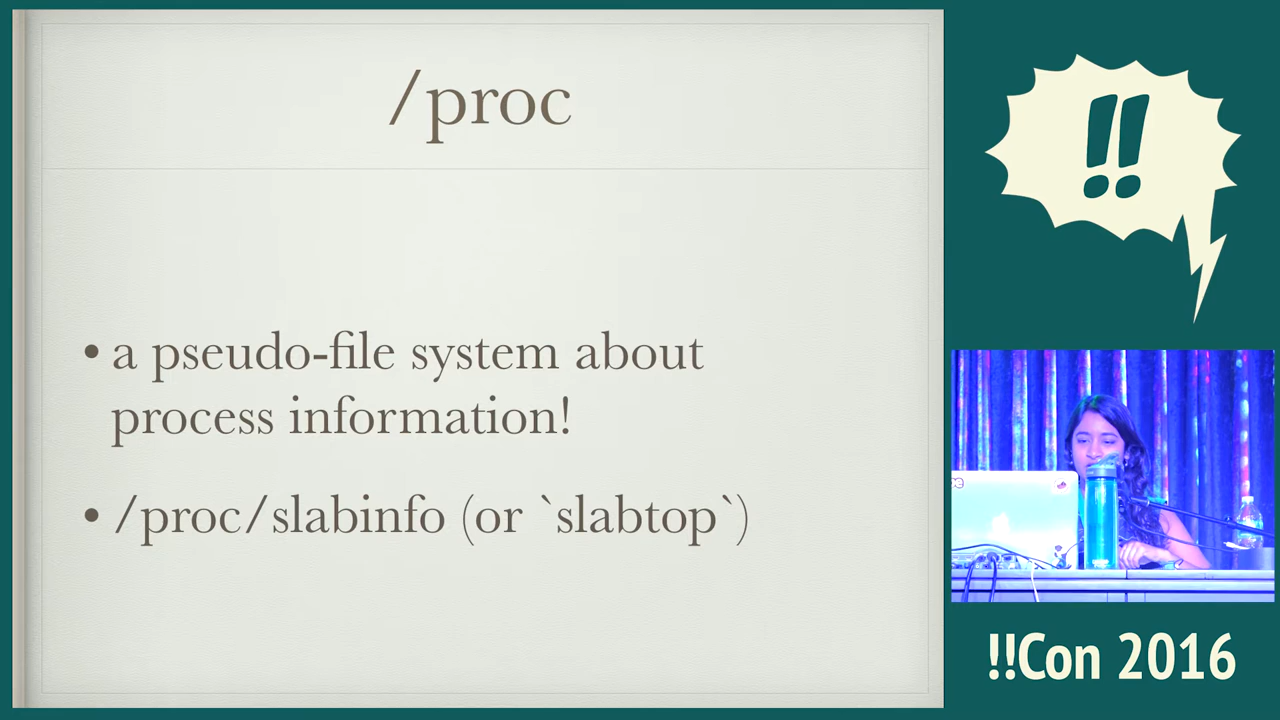 /proc
• a pseudo-file system about
process information!
• /proc/slabinfo (or `slabtop`)
!!
!!Con 2016